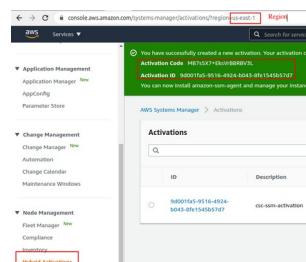 console.aws.amazon.com/systems-manager/activations/?region=us-east-1
Region
aws
Services
Search for servic
You have successfully created a new activation. Your activation c
Activation Code
Activation ID 9d001fa5-9516-4924-b043-8fe1545b57d7
You can now install amazon-ssm-agent and manage your instan
Application Management
Application Manager New
AppConfig
Parameter Store
Change Management
Change Manager New
Automation
Change Calendar
Maintenance Windows
Node Management
Fleet Manager New
Compliance
Inventory
Hybrid Activations
AWS Systems Manager > Activations
Activations
ID
Description
9d001fa5-9516-4924-
b043-8fe1545b57d7
csc-ssm-activation